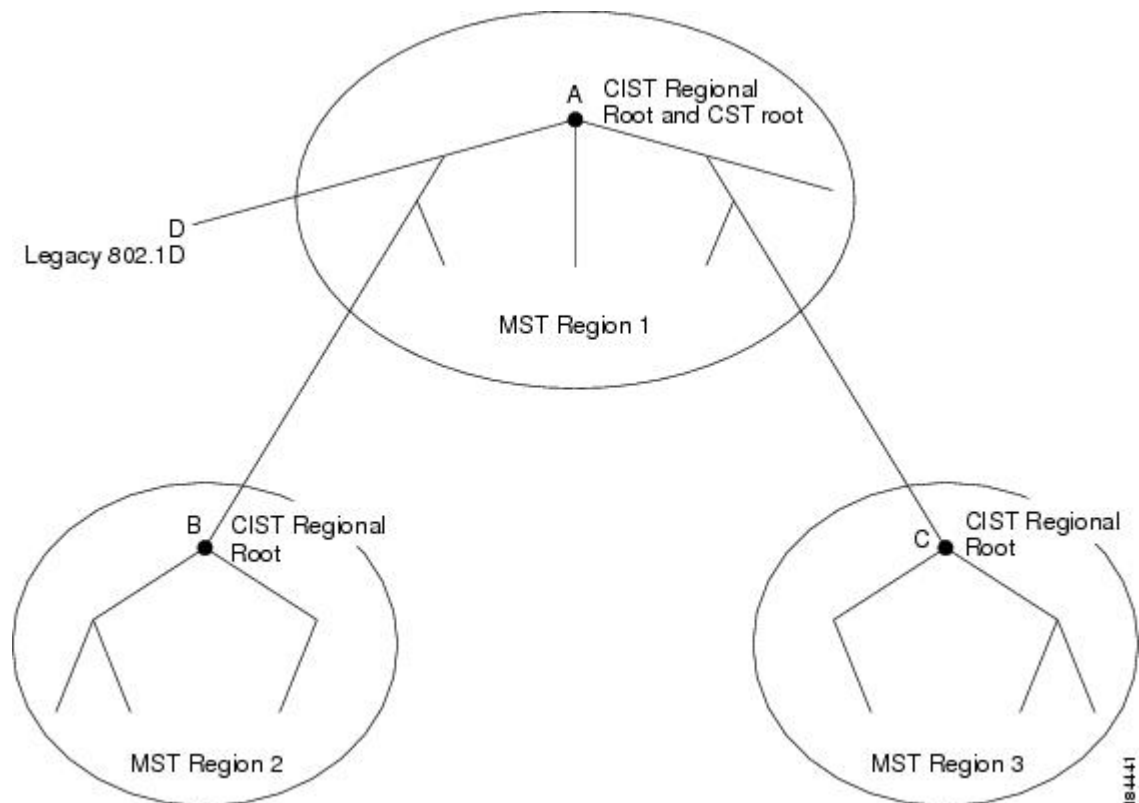 A
CIST Regional
Root and CST root
D
Legacy 802.1D
MST Region 1
B
CIST Regional
Root
C
CIST Regional
Root
MST Region 2
MST Region 3
84441